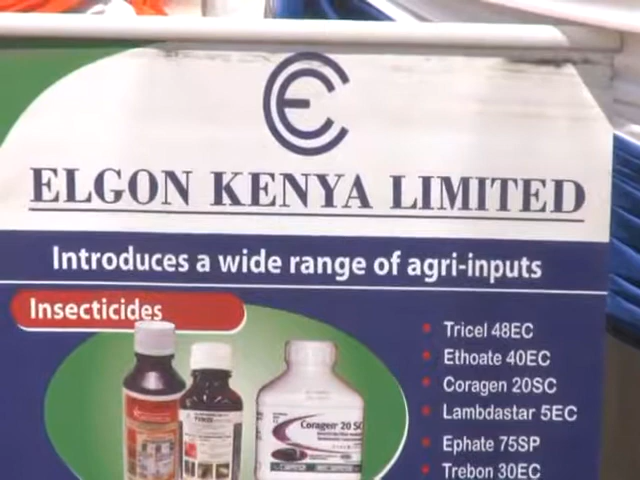 ELGON KENYA LIMITED
Introduces a wide range of agri-inputs
Insecticides
Tricel 48EC
Ethoate 40EC
Coragen 20SC
Lambdastar 5EC
Ephate 75SP
Trebon 30EC
Coragen 20 SC